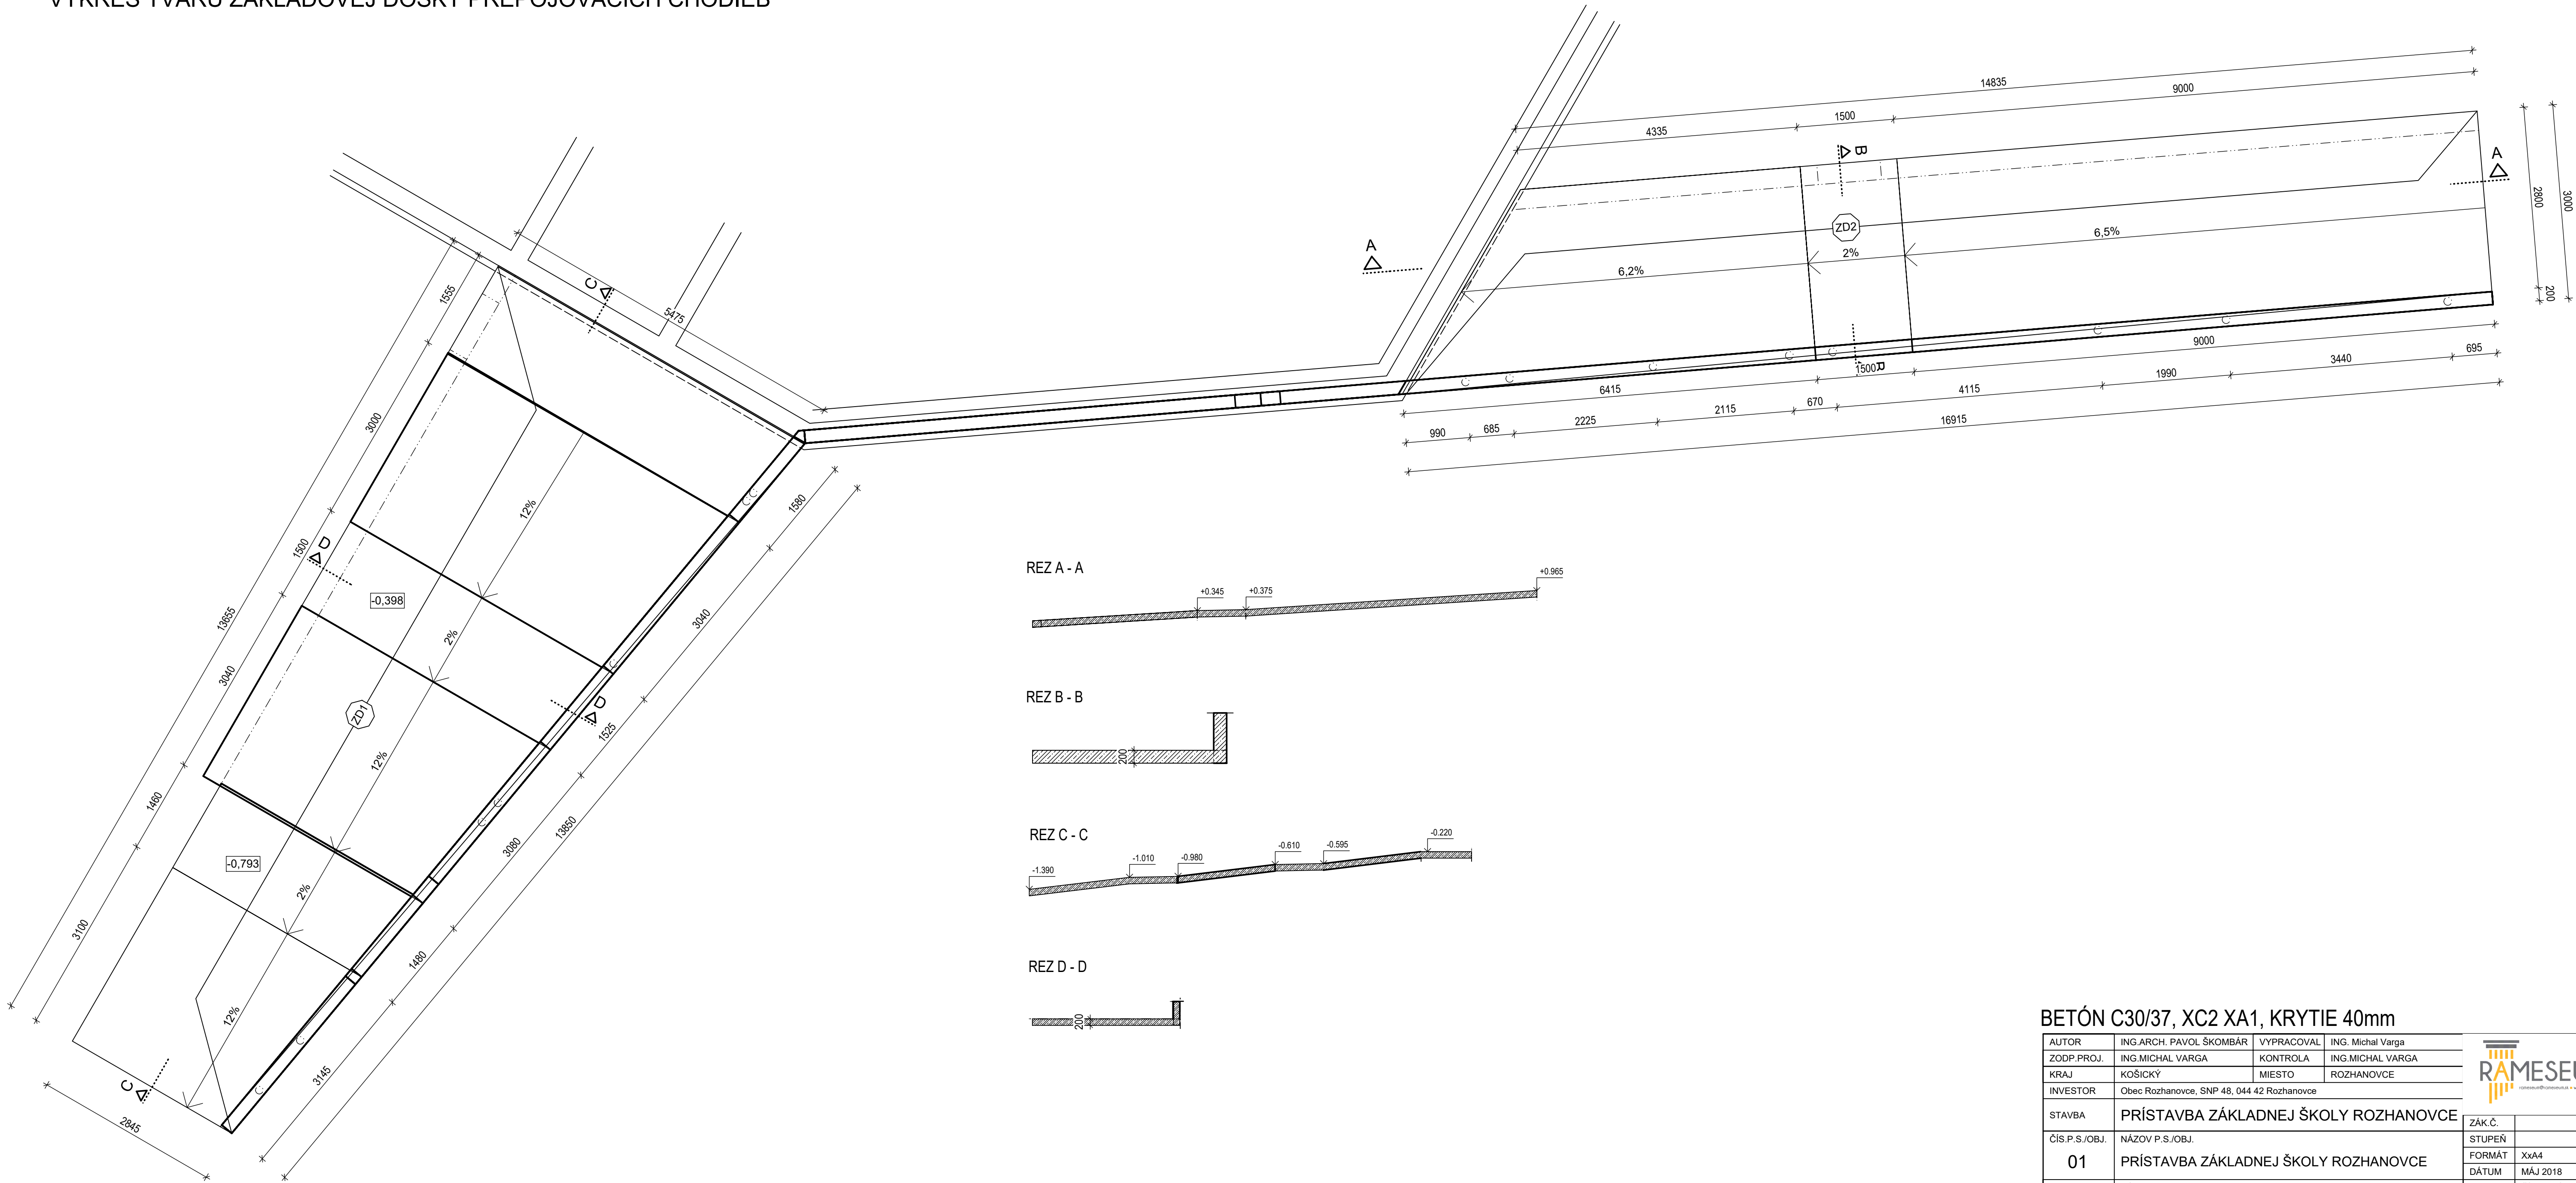 VÝKRES TVARU ZÁKLADOVEJ DOSKY PREPOJOVACÍCH CHODIEB
14835
9000
4335
1500
B
A
2800
3000
200
ZD2
6,5%
2%
6,2%
A
B
9000
1500
6415
695
3440
1990
4115
670
2115
2225
685
990
16915
C
5475
1555
3000
1500
D
13655
3040
1460
3100
12%
-0,398
2%
ZD1
12%
-0,793
2%
12%
C
2845
D
1580
3040
1525
13850
3080
1480
3145
REZ A - A
+0.345
+0.375
+0.965
REZ B - B
200
REZ C - C
-1.390
-1.010
-0.980
-0.610
-0.595
-0.220
REZ D - D
200
BETÓN C30/37, XC2 XA1, KRYTIE 40mm
AUTOR ING.ARCH. PAVOL ŠKOMBÁR VYPRACOVAL ING. Michal Varga
ZODP.PROJ. ING.MICHAL VARGA KONTROLA ING.MICHAL VARGA
KRAJ KOŠICKÝ MIESTO ROZHANOVCE
INVESTOR Obec Rozhanovce, SNP 48, 044 42 Rozhanovce
STAVBA PRÍSTAVBA ZÁKLADNEJ ŠKOLY ROZHANOVCE
ČÍS.P.S./OBJ. NÁZOV P.S./OBJ.
01 PRÍSTAVBA ZÁKLADNEJ ŠKOLY ROZHANOVCE
RAMESEU
ZÁK.Č.
STUPEŇ
FORMÁT XxA4
DÁTUM MÁJ 2018